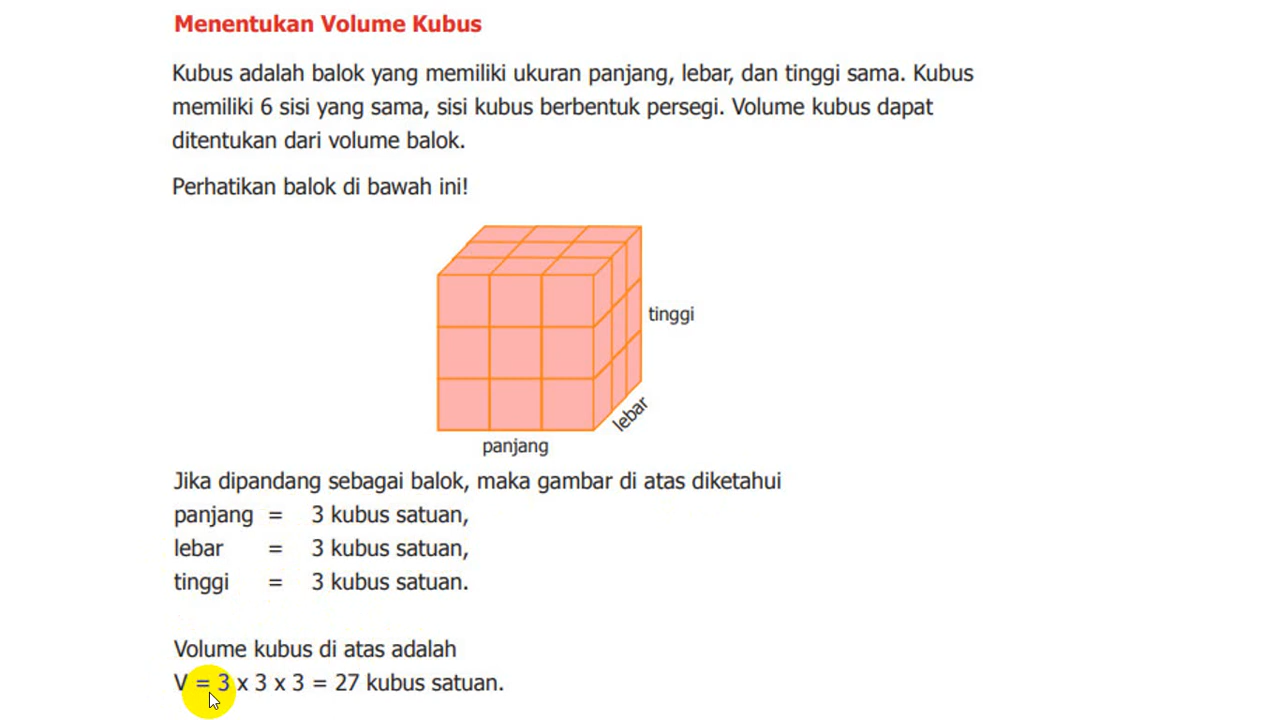 Menentukan Volume Kubus
Kubus adalah balok yang memiliki ukuran panjang, lebar, dan tinggi sama. Kubus
memiliki 6 sisi yang sama, sisi kubus berbentuk persegi. Volume kubus dapat
ditentukan dari volume balok.
Perhatikan balok di bawah ini!
tinggi
lebar
panjang
Jika dipandang sebagai balok, maka gambar di atas diketahui
panjang = 3 kubus satuan,
lebar = 3 kubus satuan,
tinggi = 3 kubus satuan.
Volume kubus di atas adalah
V = 3 x 3 x 3 = 27 kubus satuan.